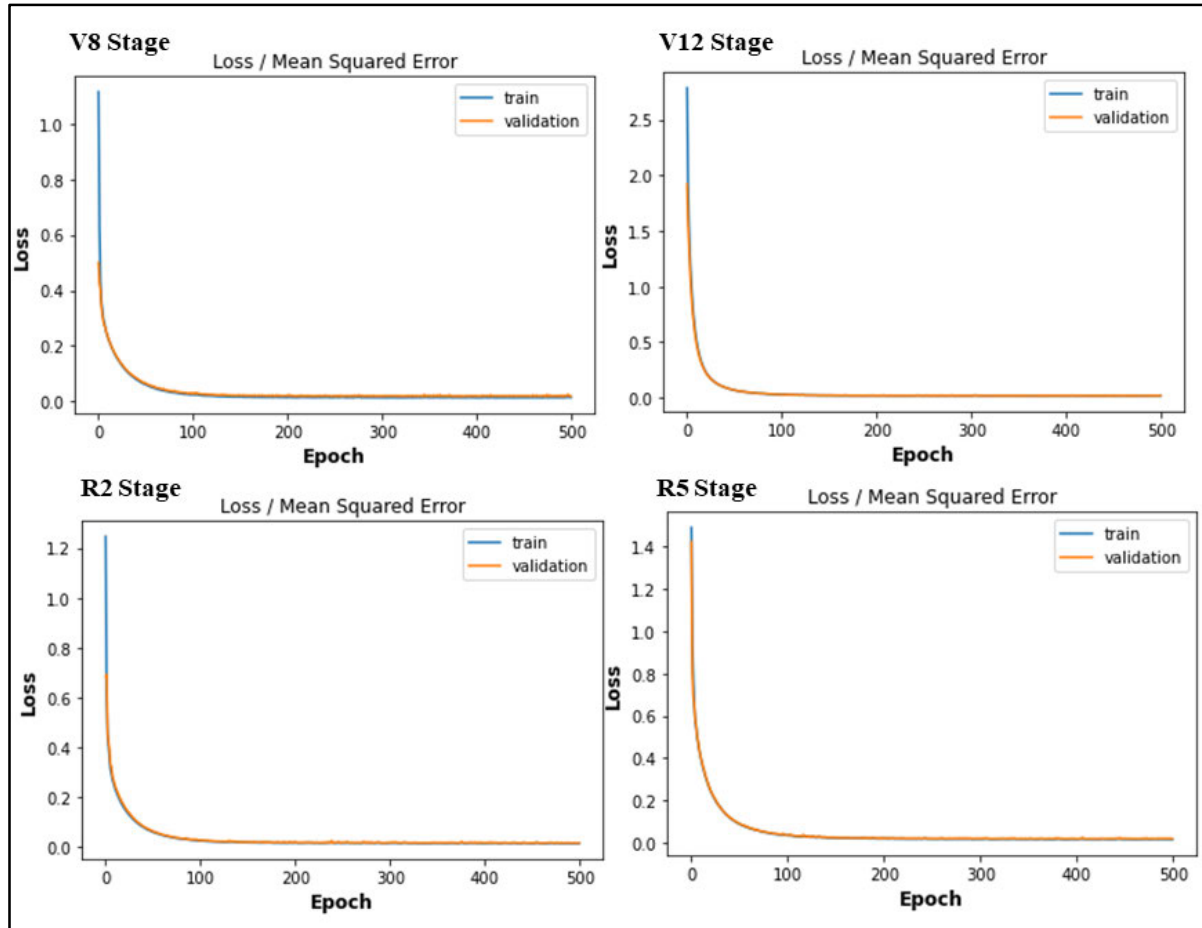 V8 Stage
Loss / Mean Squared Error
train
validation
1.0
0.8
0.6
0.4
0.2
0.0
Loss
0 100 200 300 400 500
Epoch
V12 Stage
Loss / Mean Squared Error
train
validation
2.5
2.0
1.5
1.0
0.5
0.0
Loss
0 100 200 300 400 500
Epoch
R2 Stage
Loss / Mean Squared Error
train
validation
1.2
1.0
0.8
0.6
0.4
0.2
0.0
Loss
0 100 200 300 400 500
Epoch
R5 Stage
Loss / Mean Squared Error
train
validation
1.4
1.2
1.0
0.8
0.6
0.4
0.2
0.0
Loss
0 100 200 300 400 500
Epoch